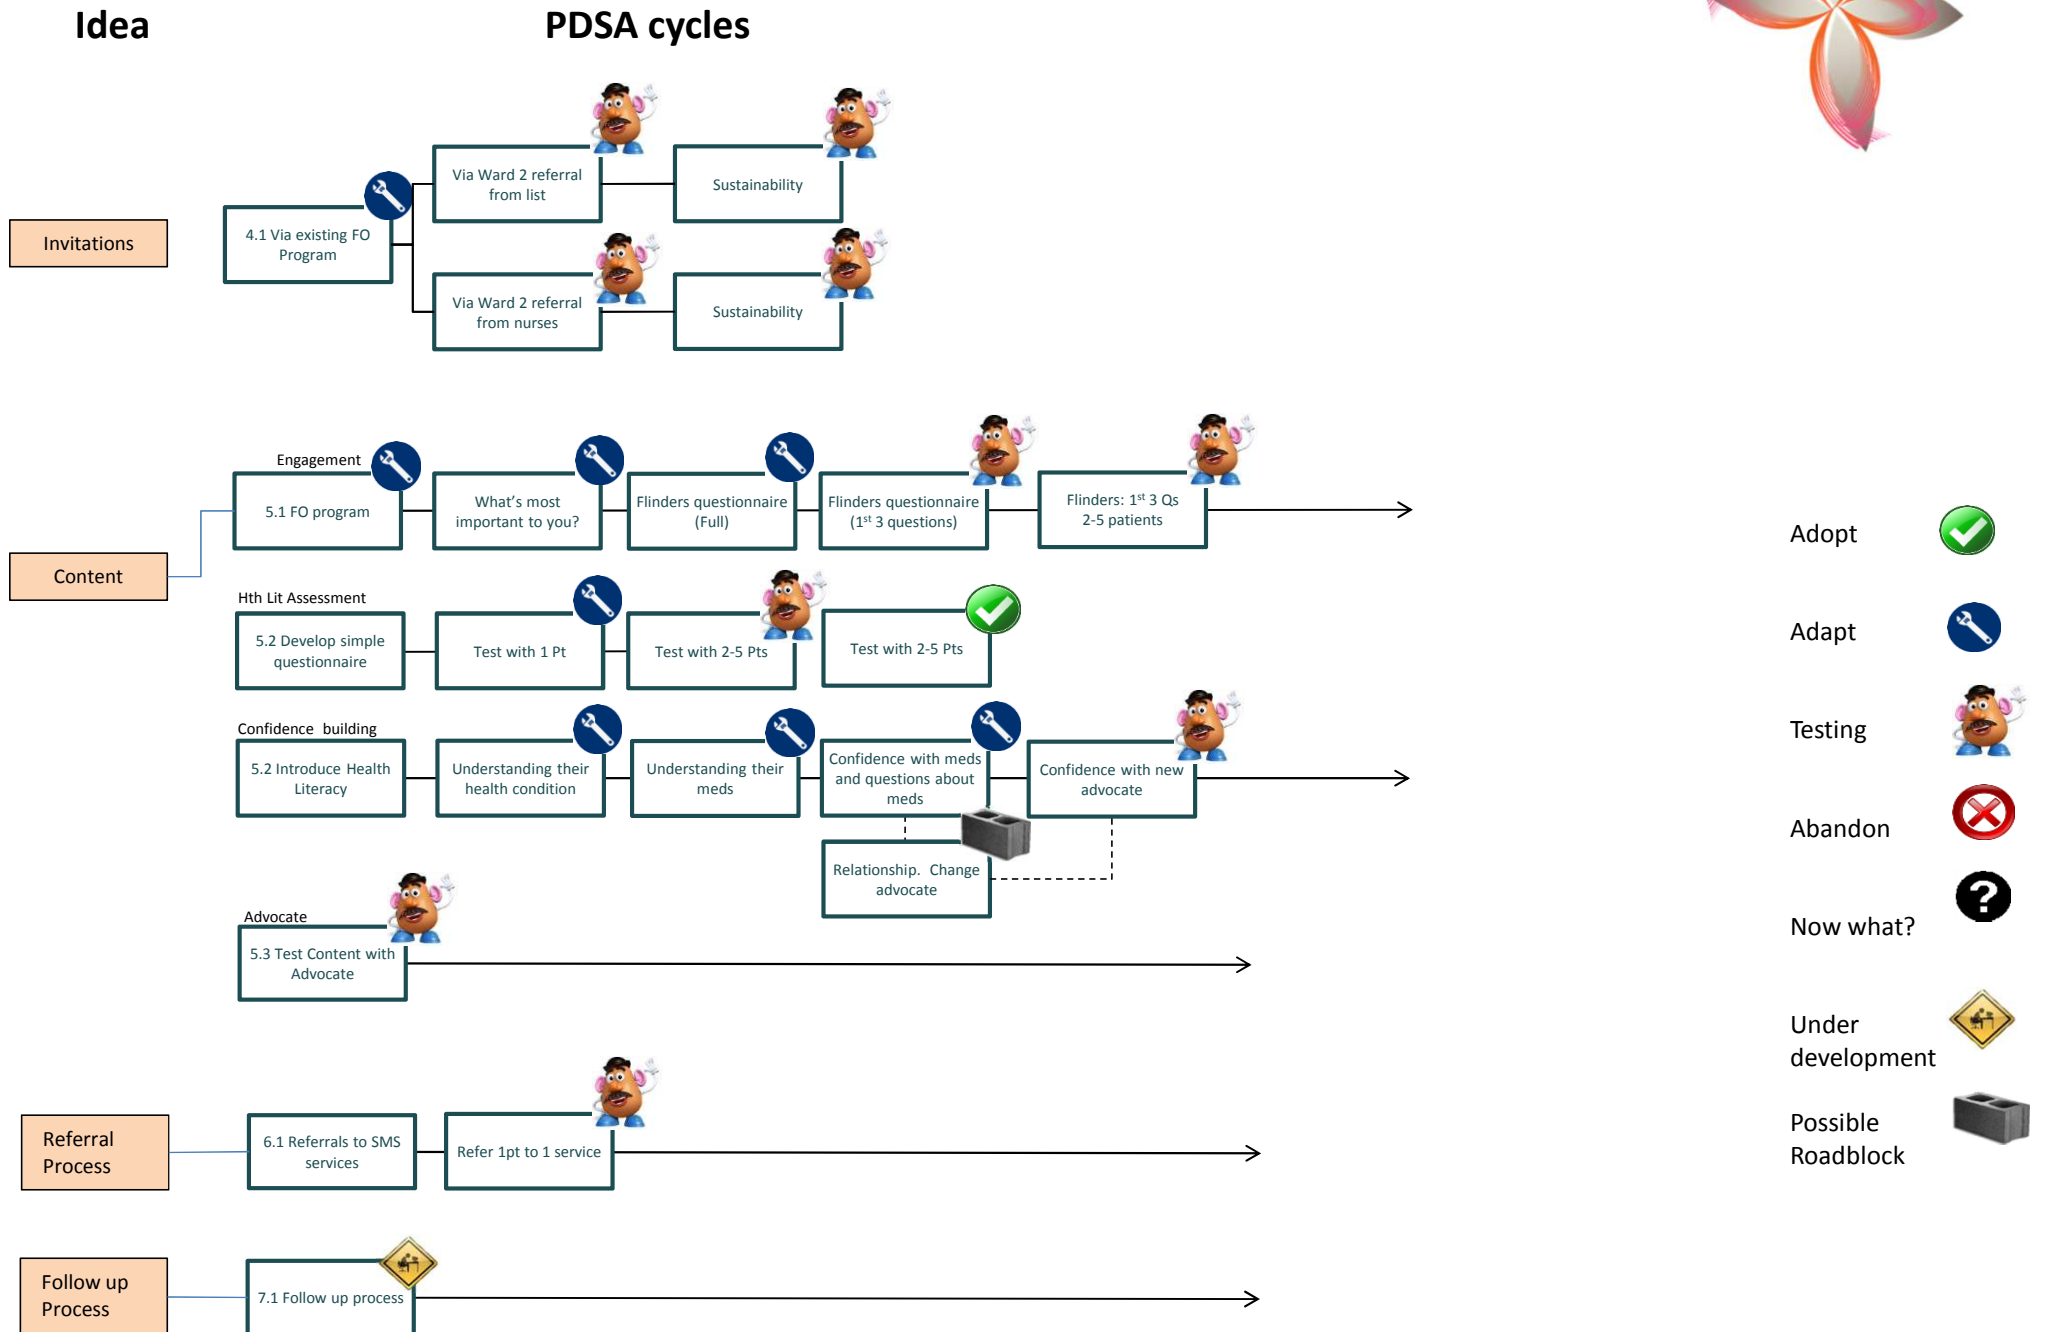 Idea
PDSA cycles
Invitations
4.1 Via existing FO
Program
Via Ward 2 referral
from list
Sustainability
Via Ward 2 referral
from nurses
Sustainability
Content
Engagement
5.1 FO program
What's most
important to you?
Flinders questionnaire
(Full)
Flinders questionnaire
(1st 3 questions)
Flinders: 1st 3 Qs
2-5 patients
Hth Lit Assessment
5.2 Develop simple
questionnaire
Test with 1 Pt
Test with 2-5 Pts
Test with 2-5 Pts
Confidence building
5.2 Introduce Health
Literacy
Understanding their
health condition
Understanding their
meds
Confidence with meds
and questions about
meds
Confidence with new
advocate
Relationship. Change
advocate
Advocate
5.3 Test Content with
Advocate
Referral
Process
6.1 Referrals to SMS
services
Refer 1pt to 1 service
Follow up
Process
7.1 Follow up process
Adopt
Adapt
Testing
Abandon
Now what?
Under
development
Possible
Roadblock